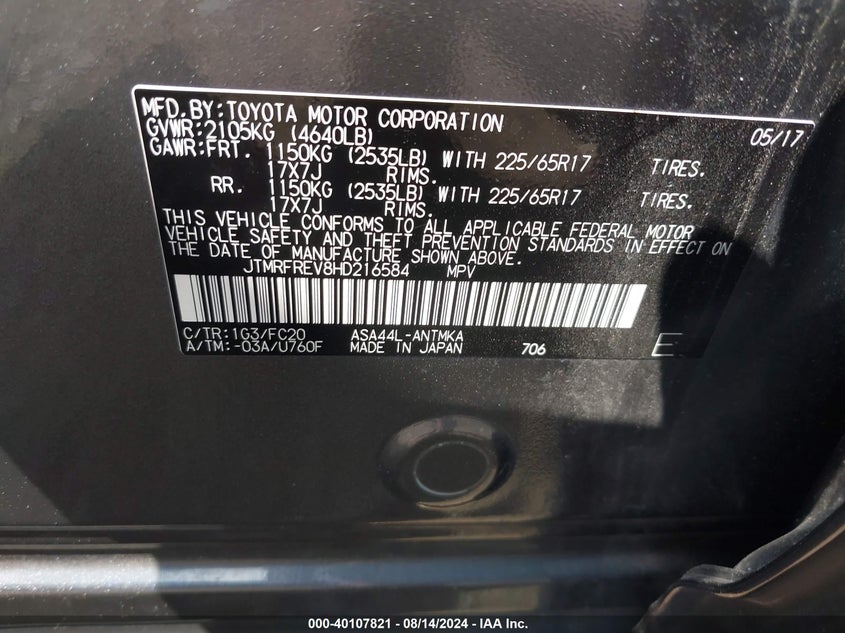 MFD. BY: TOYOTA MOTOR CORPORATION 05/17
GVWR: 2105KG (4640LB)
GAWR: FRT. 1150KG (2535LB) WITH 225/65R17 TIRES.
17X7J RIMS.
RR. 1150KG (2535LB) WITH 225/65R17 TIRES.
17X7J RIMS.
THIS VEHICLE CONFORMS TO ALL APPLICABLE FEDERAL MOTOR
VEHICLE SAFETY AND THEFT PREVENTION STANDARDS IN EFFECT ON
THE DATE OF MANUFACTURE SHOWN ABOVE.
JTMRFREV8HD216584 MPV
C/TR: 1G3/FC20 ASA44L-ANTMKA
A/TM: -03A/U760F MADE IN JAPAN 706 E
000-40107821 - 08/14/2024 - IAA Inc.